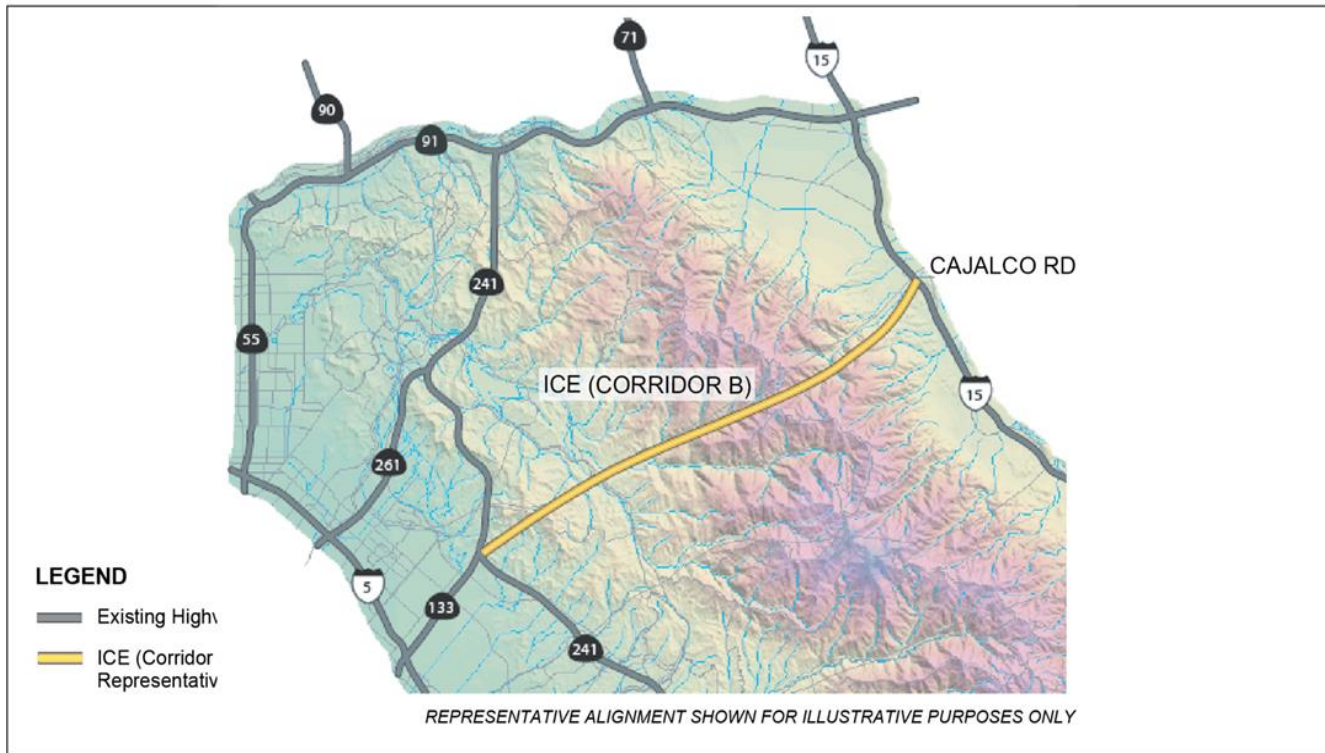 71
15
90
91
CAJALCO RD
241
55
ICE (CORRIDOR B)
15
261
LEGEND
5
Existing Highv
133
ICE (Corridor
241
Representativ
REPRESENTATIVE ALIGNMENT SHOWN FOR ILLUSTRATIVE PURPOSES ONLY